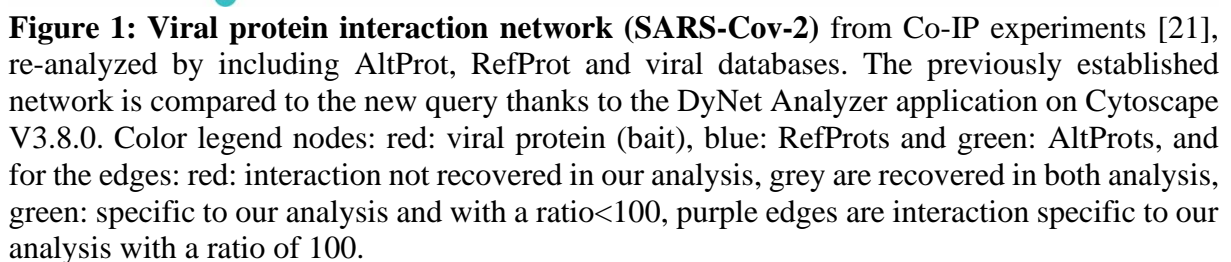 Figure 1: Viral protein interaction network (SARS-Cov-2) from Co-IP experiments [21],
re-analyzed by including AltProt, RefProt and viral databases. The previously established
network is compared to the new query thanks to the DyNet Analyzer application on Cytoscape
V3.8.0. Color legend nodes: red: viral protein (bait), blue: RefProts and green: AltProts, and
for the edges: red: interaction not recovered in our analysis, grey are recovered in both analysis,
green: specific to our analysis and with a ratio<100, purple edges are interaction specific to our
analysis with a ratio of 100.